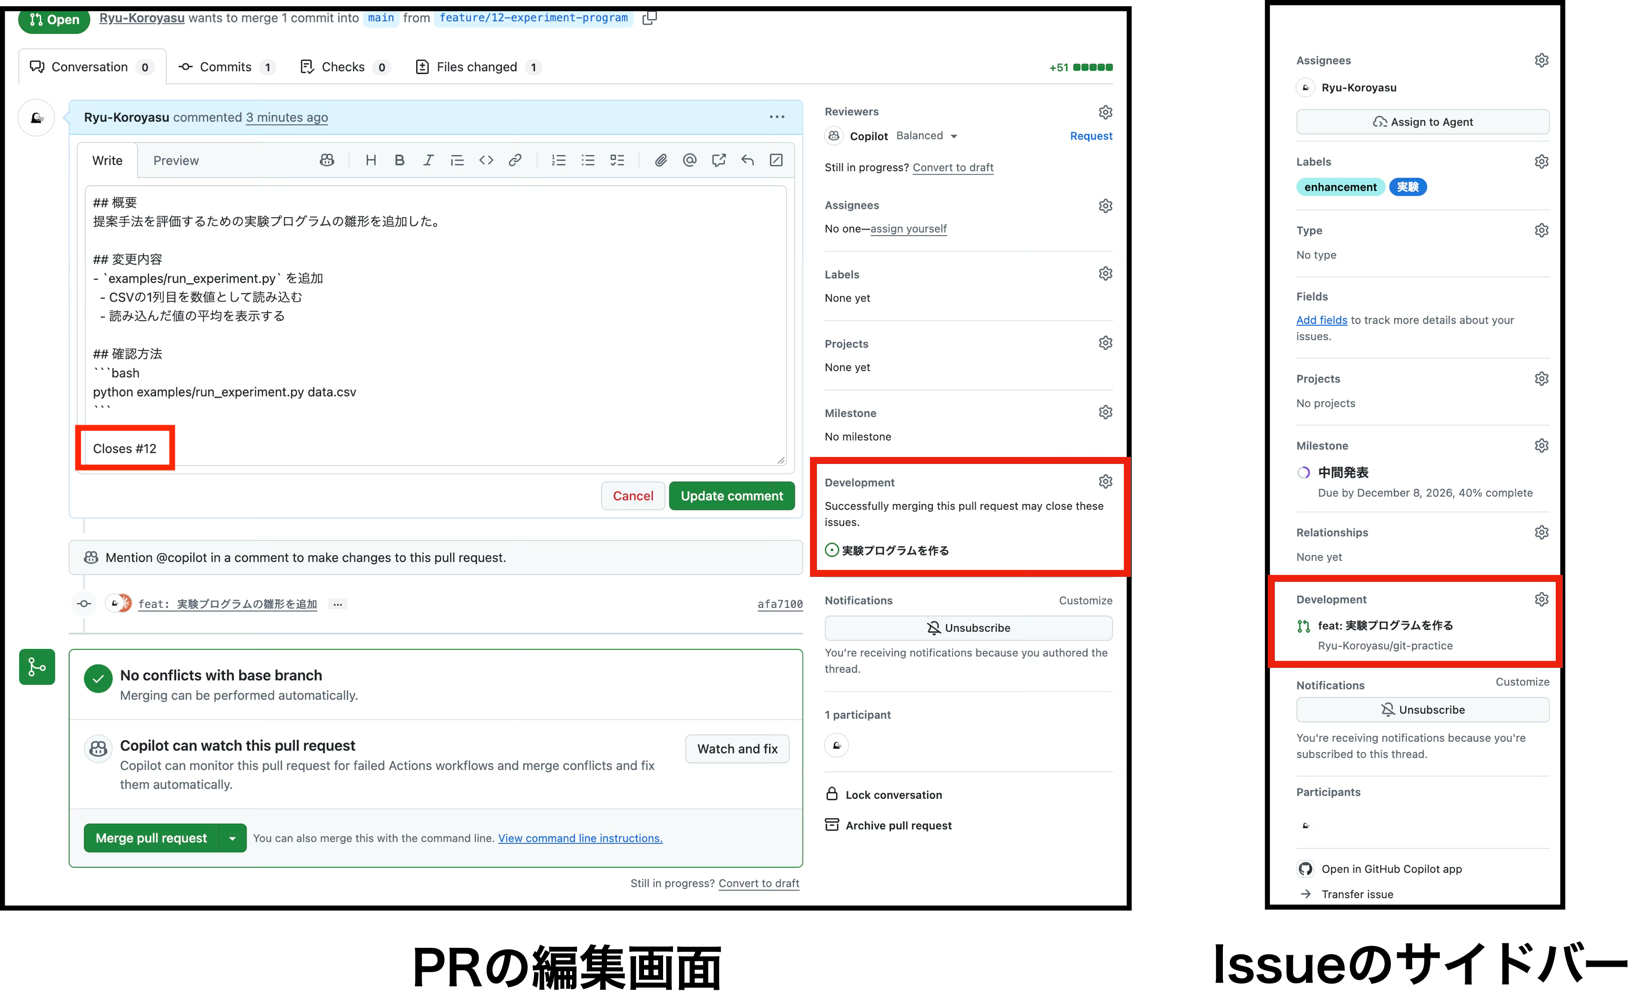 Open
Ryu-Koroyasu wants to merge 1 commit into main from feature/12-experiment-program
Conversation 0
Commits 1
Checks 0
Files changed 1
+51
Ryu-Koroyasu commented 3 minutes ago
Write
Preview
## 概要
提案手法を評価するための実験プログラムの雛形を追加した。
## 変更内容
- `examples/run_experiment.py` を追加
- CSVの1列目を数値として読み込む
- 読み込んだ値の平均を表示する
## 確認方法
```bash
python examples/run_experiment.py data.csv
```
Closes #12
Cancel
Update comment
Mention @copilot in a comment to make changes to this pull request.
feat: 実験プログラムの雛形を追加 ...
afa7100
No conflicts with base branch
Merging can be performed automatically.
Copilot can watch this pull request
Copilot can monitor this pull request for failed Actions workflows and merge conflicts and fix
them automatically.
Watch and fix
Merge pull request
You can also merge this with the command line. View command line instructions.
Still in progress? Convert to draft
Reviewers
Copilot Balanced
Request
Still in progress? Convert to draft
Assignees
No one—assign yourself
Labels
None yet
Projects
None yet
Milestone
No milestone
Development
Successfully merging this pull request may close these
issues.
実験プログラムを作る
Notifications
Customize
Unsubscribe
You're receiving notifications because you authored the
thread.
1 participant
Lock conversation
Archive pull request
PRの編集画面
Assignees
Ryu-Koroyasu
Assign to Agent
Labels
enhancement 実験
Type
No type
Fields
Add fields to track more details about your
issues.
Projects
No projects
Milestone
中間発表
Due by December 8, 2026, 40% complete
Relationships
None yet
Development
feat: 実験プログラムを作る
Ryu-Koroyasu/git-practice
Notifications
Customize
Unsubscribe
You're receiving notifications because you're
subscribed to this thread.
Participants
Open in GitHub Copilot app
Transfer issue
Issueのサイドバー